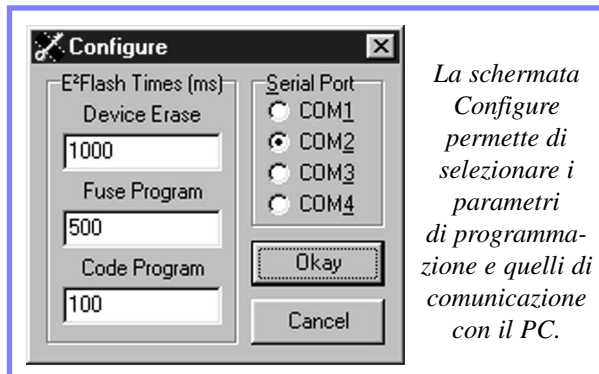 Configure
E²Flash Times (ms)
Device Erase
1000
Fuse Program
500
Code Program
100
Serial Port
COM1
COM2
COM3
COM4
Okay
Cancel
La schermata
Configure
permette di
selezionare i
parametri
di programma-
zione e quelli di
comunicazione
con il PC.